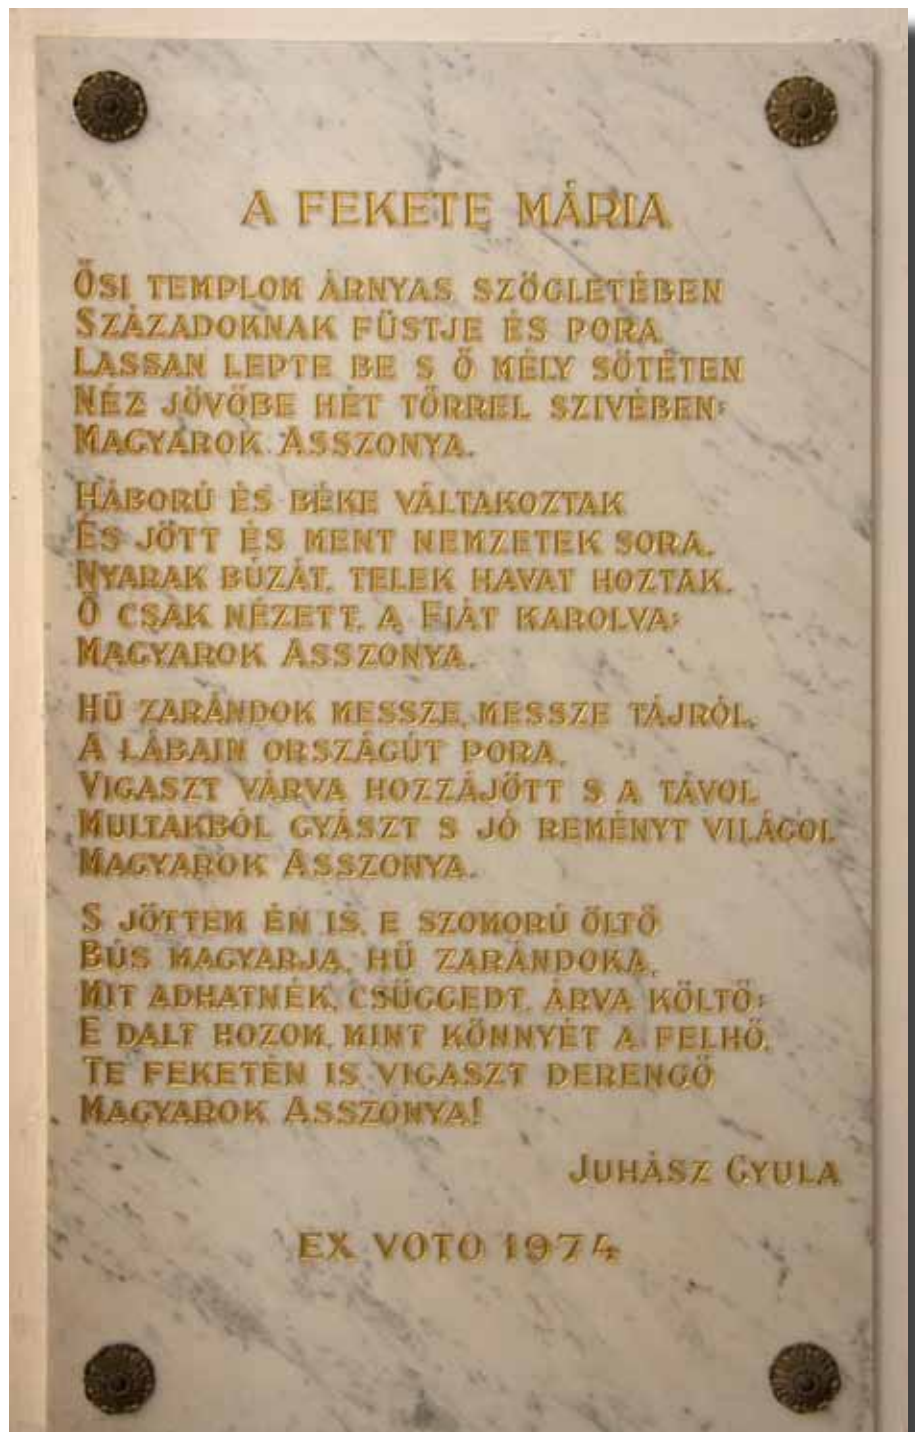 A FEKETE MÁRIA
ŐSI TEMPLOM ÁRNYAS SZÖGLETÉBEN
SZÁZADOKNAK FÜSTJE ÉS PORA
LASSAN LEPTE BE S Ő MÉLY SÖTÉTEN
NÉZ JÖVŐBE HÉT TŐRREL SZIVÉBEN:
MAGYAROK ASSZONYA.
HÁBORÚ ÉS BÉKE VÁLTAKOZTAK
ÉS JÖTT ÉS MENT NEMZETEK SORA.
NYARAK BÚZÁT, TELEK HAVAT HOZTAK.
Ő CSAK NÉZETT, A FIÁT KAROLVA:
MAGYAROK ASSZONYA.
HŰ ZARÁNDOK MESSZE, MESSZE TÁJRÓL,
A LÁBAIN ORSZÁGÚT PORA,
VIGASZT VÁRVA HOZZÁJÖTT S A TÁVOL
MULTAKBÓL GYÁSZT S JÓ REMÉNYT VILÁGOL
MAGYAROK ASSZONYA.
S JÖTTEM ÉN IS, E SZOMORÚ ÖLTŐ
BÚS MAGYARJA, HŰ ZARÁNDOKA,
MIT ADHATNÉK, CSÜGGEDT, ÁRVA KÖLTŐ:
E DALT HOZOM, MINT KÖNNYÉT A FELHŐ,
TE FEKETÉN IS VIGASZT DERENGŐ
MAGYAROK ASSZONYA!
JUHÁSZ GYULA
EX VOTO 1974